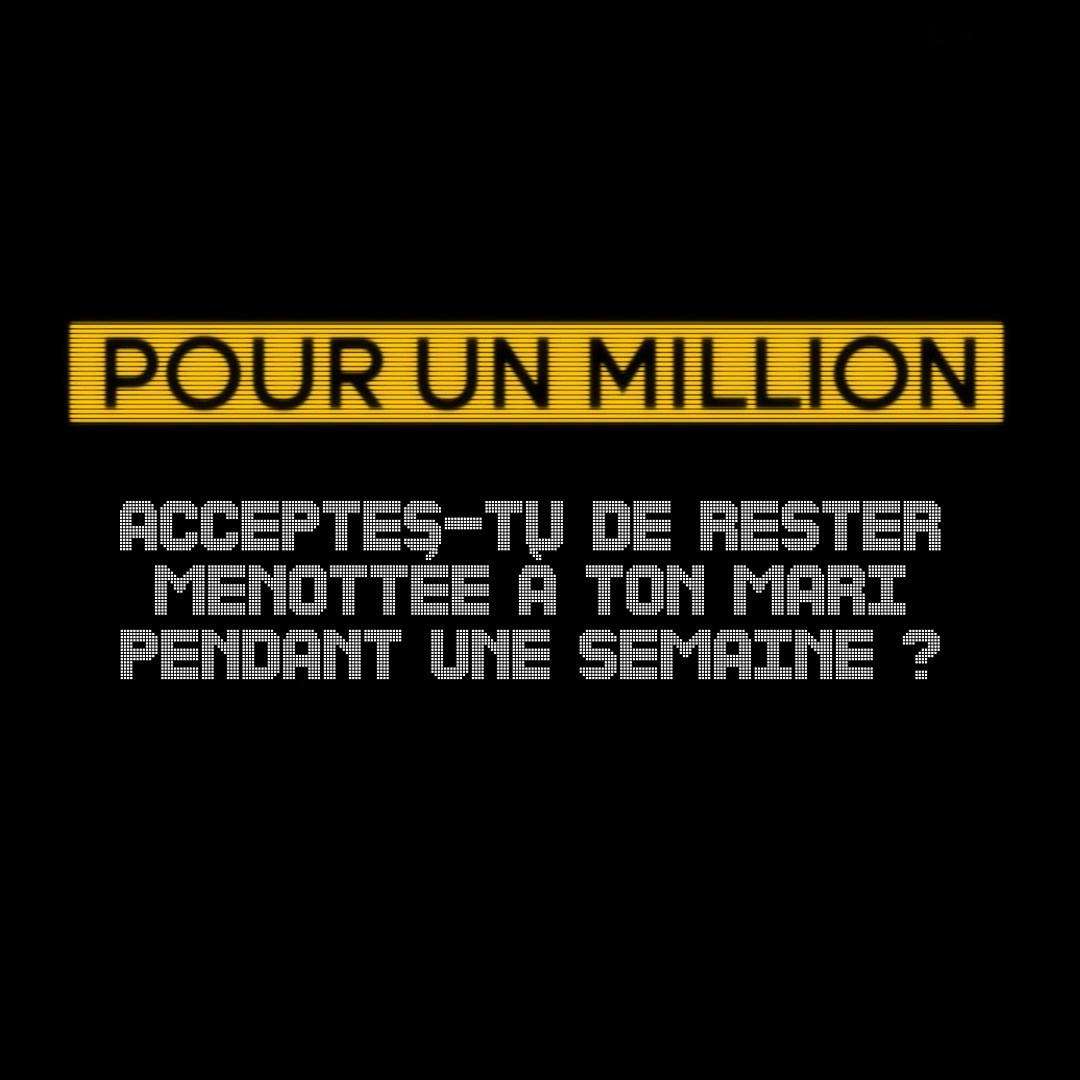 POUR UN MILLION
ACCEPTES-TU DE RESTER
MENOTTÉE À TON MARI
PENDANT UNE SEMAINE ?